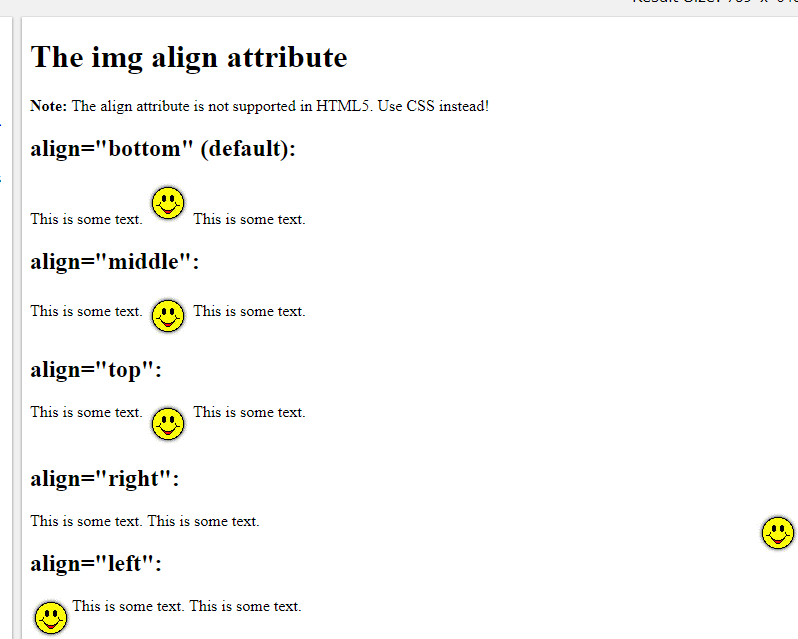 The img align attribute
Note: The align attribute is not supported in HTML5. Use CSS instead!
align="bottom" (default):
This is some text. This is some text.
align="middle":
This is some text. This is some text.
align="top":
This is some text. This is some text.
align="right":
This is some text. This is some text.
align="left":
This is some text. This is some text.